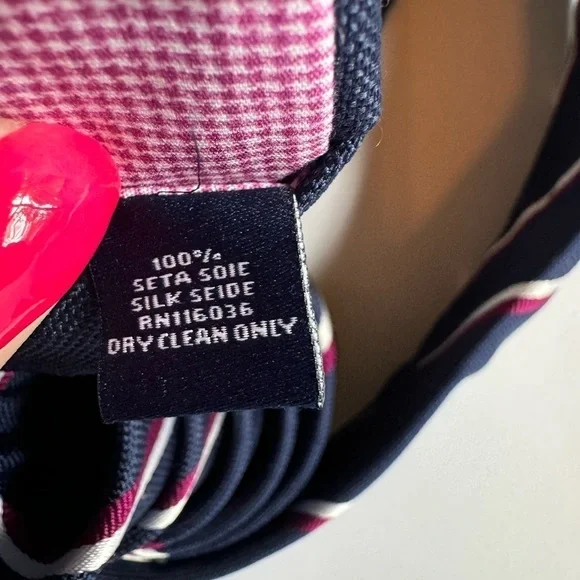 100%
SETA SOIE
SILK SEIDE
RN116036
DRY CLEAN ONLY